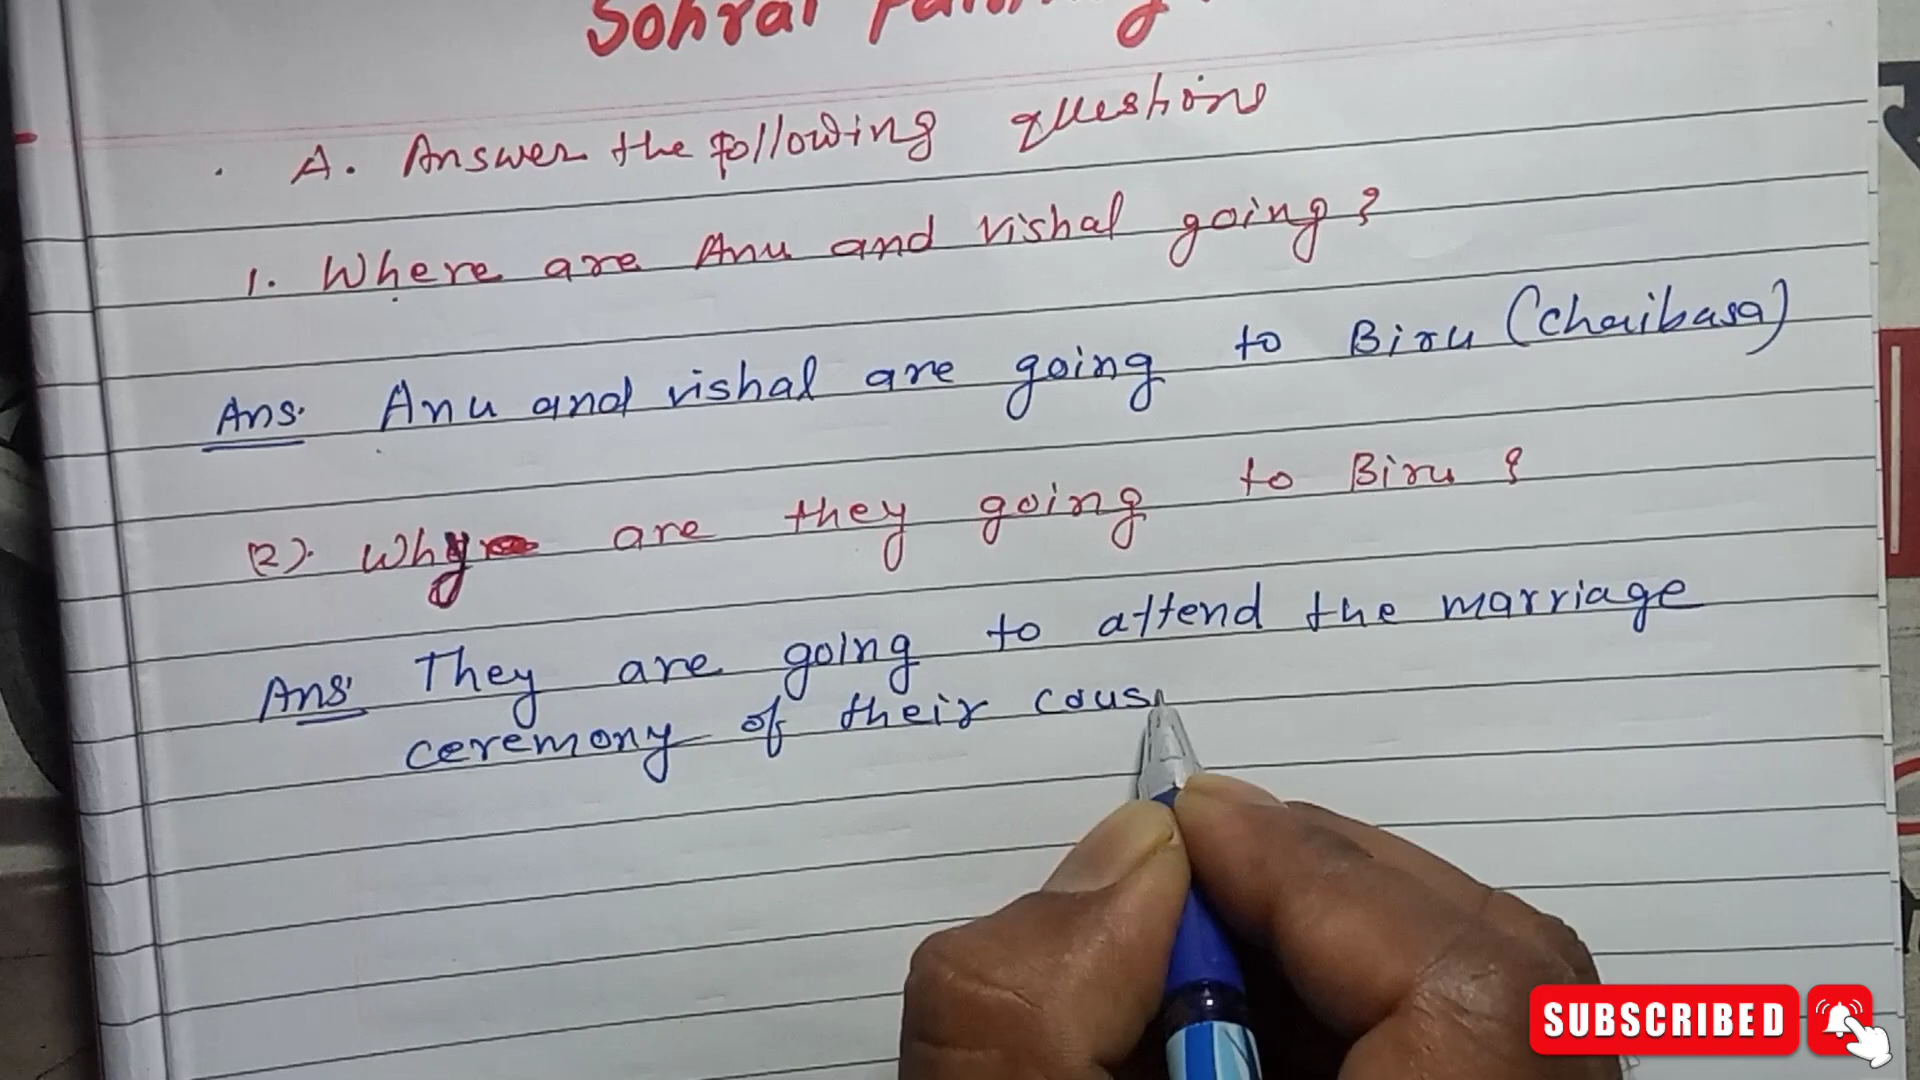 Sohrai Painting
A. Answer the following questions
1. Where are Anu and vishal going?
Ans. Anu and vishal are going to Biru (chaibasa)
(2). Why are they going to Biru ?
Ans. They are going to attend the marriage
ceremony of their cous
SUBSCRIBED